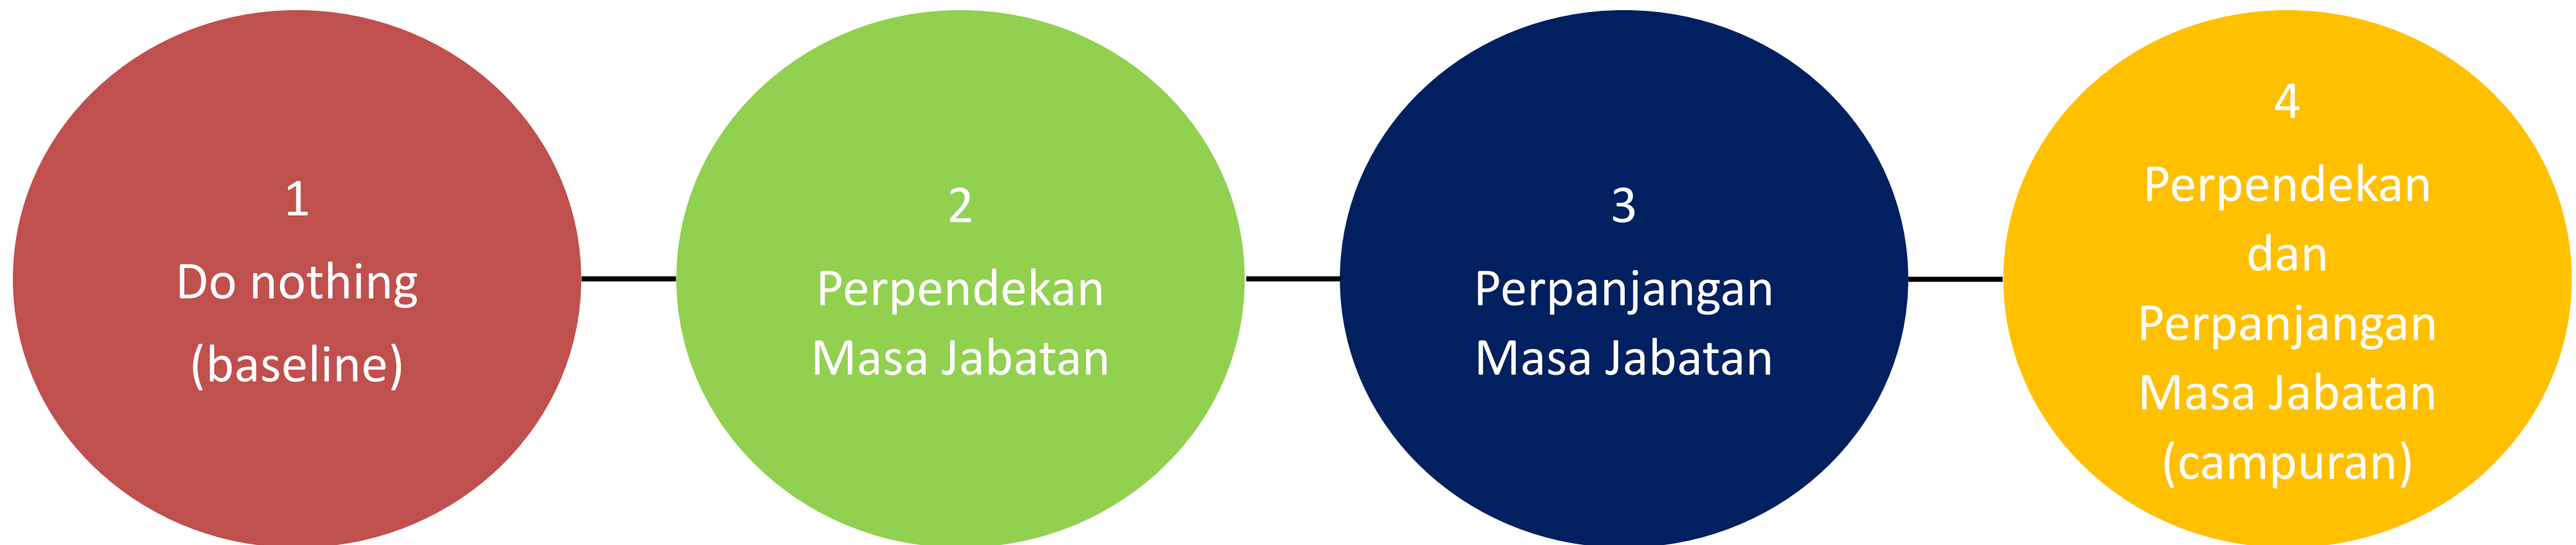 1
Do nothing
(baseline)
2
Perpendekan
Masa Jabatan
3
Perpanjangan
Masa Jabatan
4
Perpendekan
dan
Perpanjangan
Masa Jabatan
(campuran)